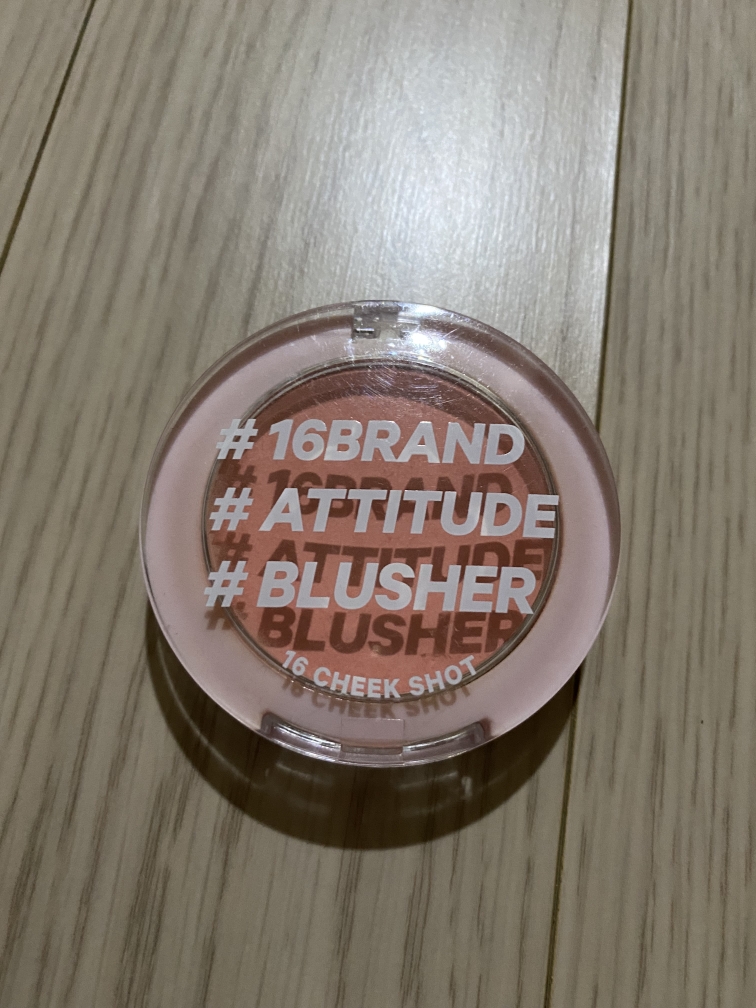 # 16BRAND
# ATTITUDE
# BLUSHER
16 CHEEK SHOT